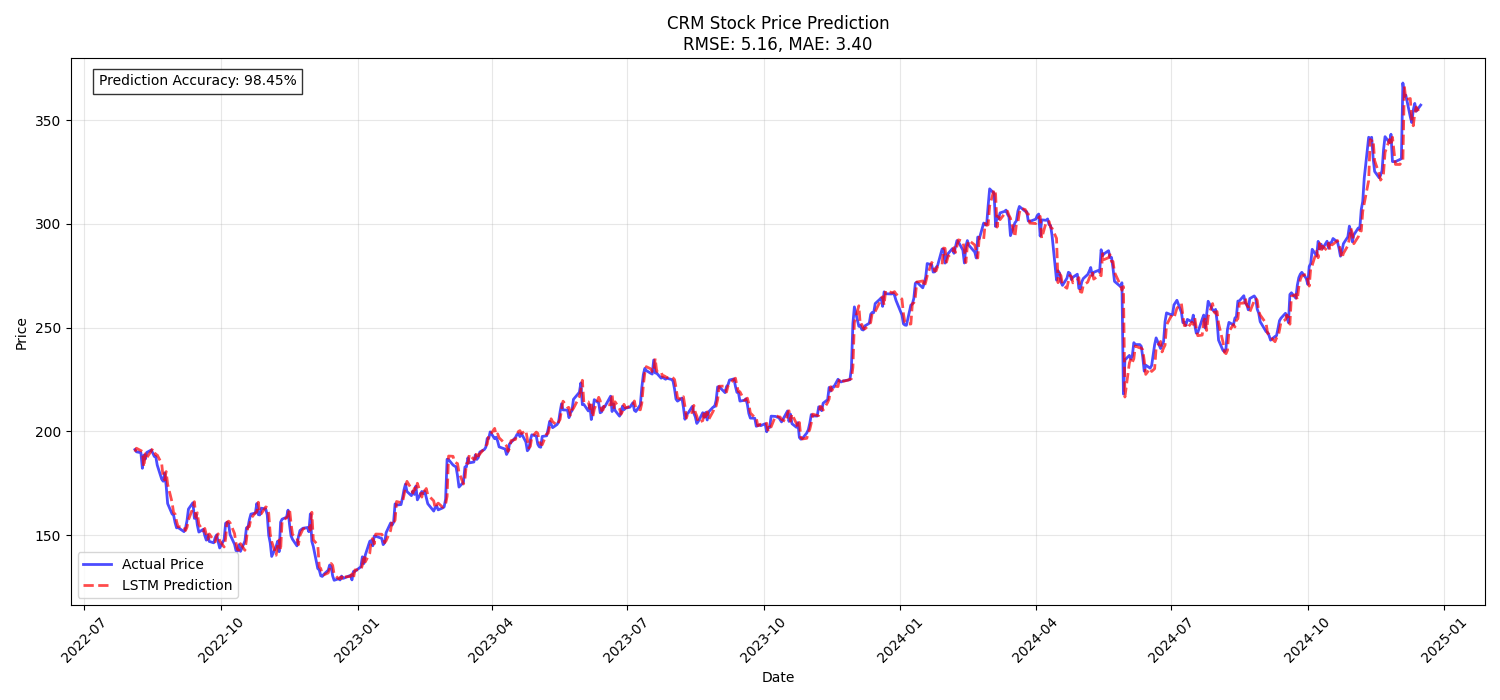 CRM Stock Price Prediction
RMSE: 5.16, MAE: 3.40
Prediction Accuracy: 98.45%
350
300
250
200
150
Price
Actual Price
LSTM Prediction
2022-07
2022-10
2023-01
2023-04
2023-07
2023-10
2024-01
2024-04
2024-07
2024-10
2025-01
Date